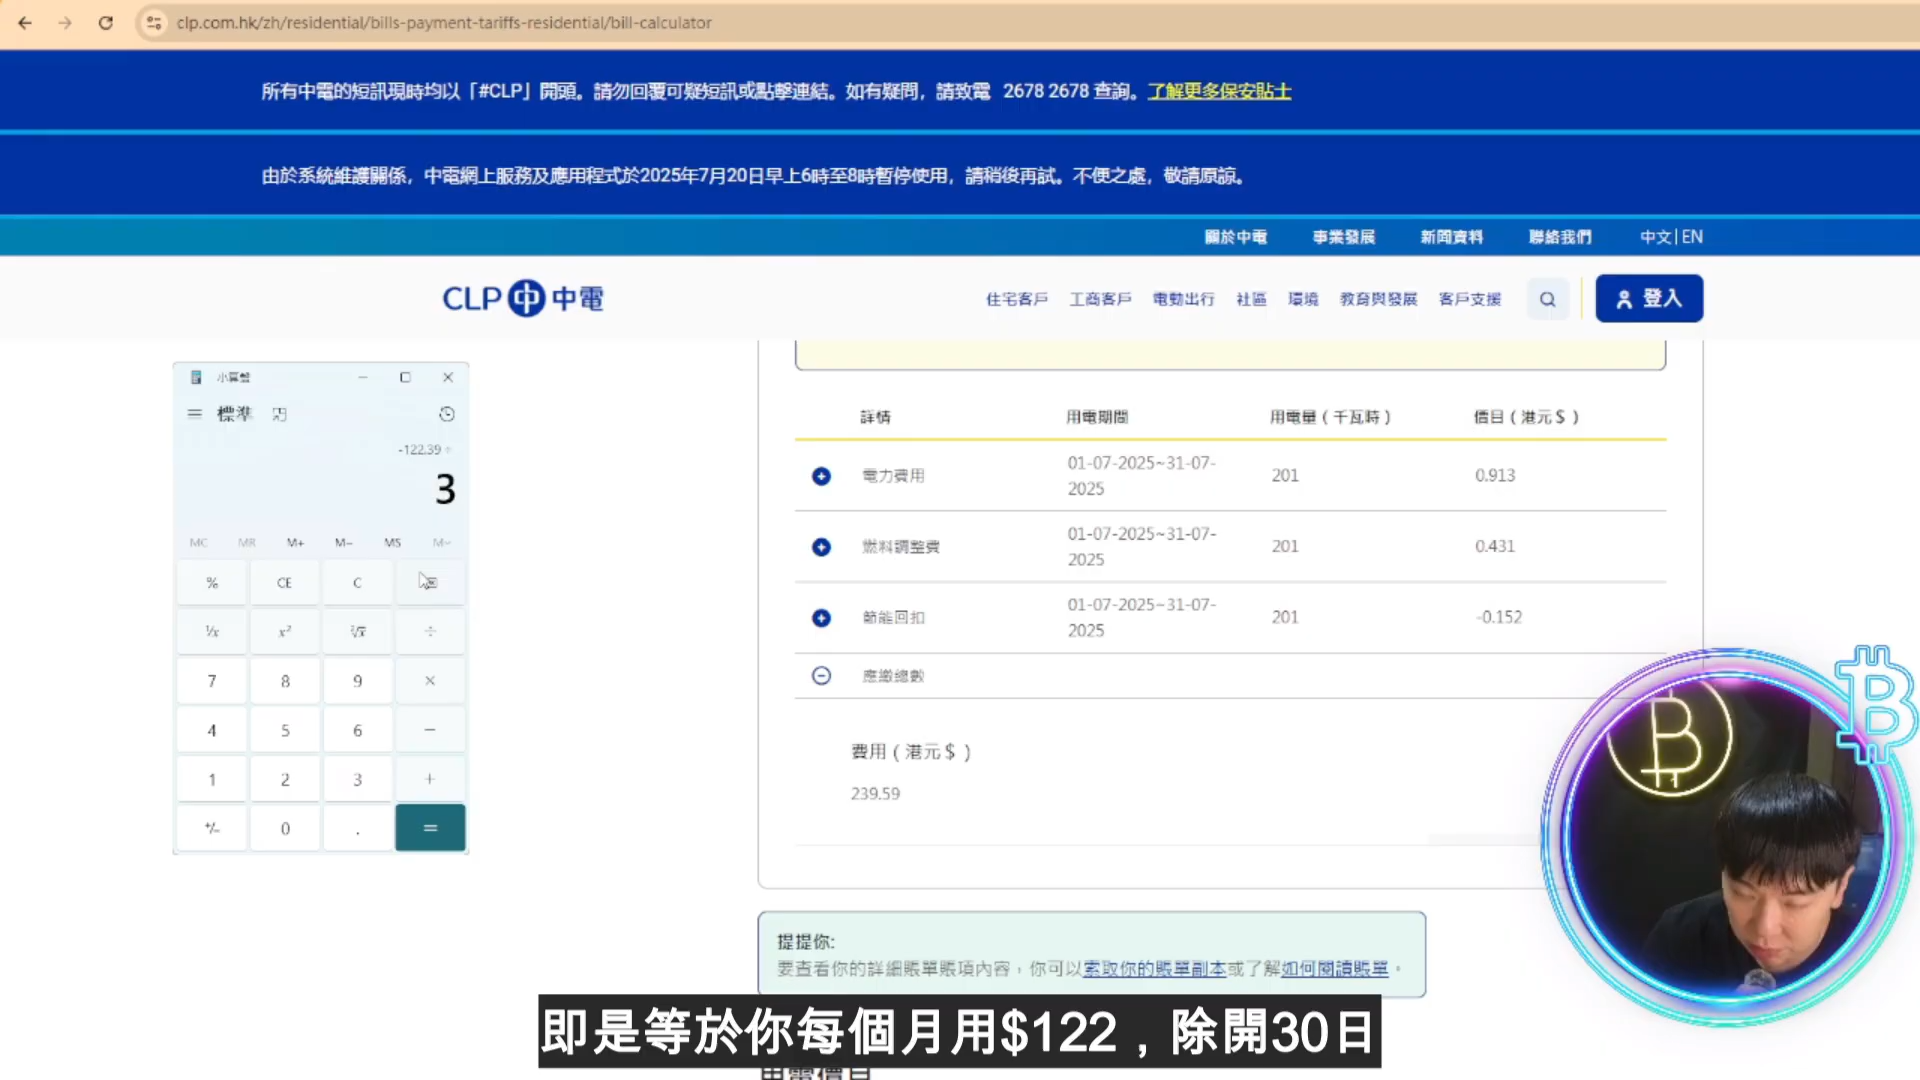 clp.com.hk/zh/residential/bills-payment-tariffs-residential/bill-calculator
所有中電的短訊現時均以「#CLP」開頭。請勿回覆可疑短訊或點擊連結。如有疑問，請致電 2678 2678 查詢。了解更多保安貼士
由於系統維護關係，中電網上服務及應用程式於2025年7月20日早上6時至8時暫停使用，請稍後再試。不便之處，敬請原諒。
關於中電 事業發展 新聞資料 聯絡我們 中文|EN
CLP 中電 住宅客戶 工商客戶 電動出行 社區 環境 教育與發展 客戶支援 登入
小算盤
標準
-122.39 ÷
3
MC MR M+ M− MS M
% CE C
¹/x x² ²√x ÷
7 8 9 ×
4 5 6 −
1 2 3 +
+/- 0 . =
詳情 用電期間 用電量（千瓦時） 價目（港元$）
電力費用 01-07-2025~31-07-2025 201 0.913
燃料調整費 01-07-2025~31-07-2025 201 0.431
節能回扣 01-07-2025~31-07-2025 201 -0.152
應繳總數
費用（港元$）
239.59
提提你:
要查看你的詳細賬單賬項內容，你可以索取你的賬單副本或了解如何閱讀賬單。
即是等於你每個月用$122，除開30日